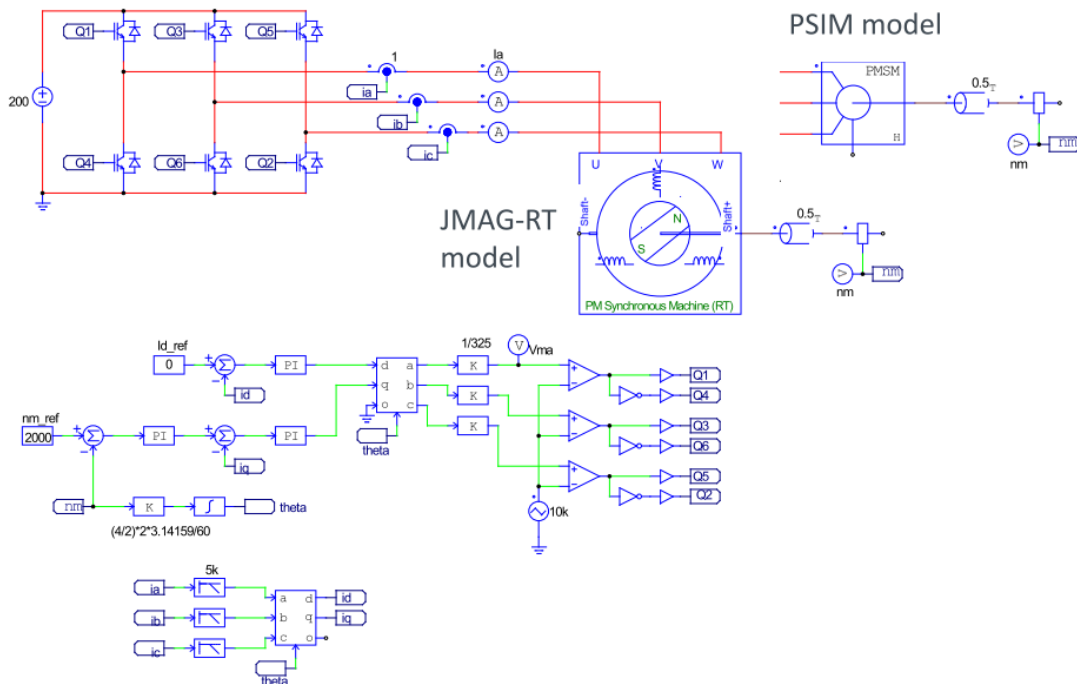 PSIM model
Q1
Q3
Q5
200
Q4
Q6
Q2
1
Ia
ia
A
ib
A
ic
A
PMSM
H
0.5
T
V
nm
nm
U
V
W
Shaft-
Shaft+
N
S
PM Synchronous Machine (RT)
JMAG-RT
model
0.5
T
V
nm
nm
Id_ref
0
+
-
Σ
PI
id
nm_ref
2000
+
-
Σ
PI
+
-
Σ
PI
iq
nm
K
∫
theta
(4/2)*2*3.14159/60
d
q
o
a
b
c
theta
1/325
K
K
K
V
Vma
+
-
+
-
+
-
10k
Q1
Q4
Q3
Q6
Q5
Q2
5k
ia
ib
ic
a
b
c
d
q
o
id
iq
theta